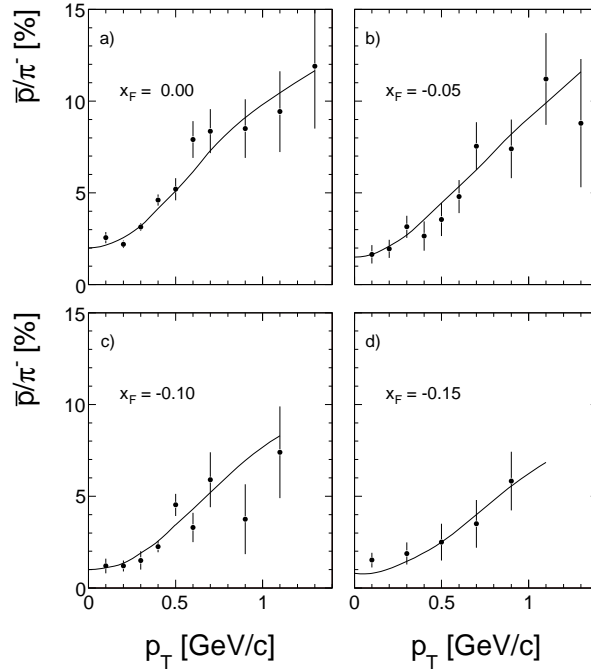 p̅/π⁻ [%]
15
10
5
0
a)
x_F = 0.00
b)
x_F = -0.05
p̅/π⁻ [%]
15
10
5
0
c)
x_F = -0.10
d)
x_F = -0.15
0 0.5 1
0 0.5 1
p_T [GeV/c]
p_T [GeV/c]